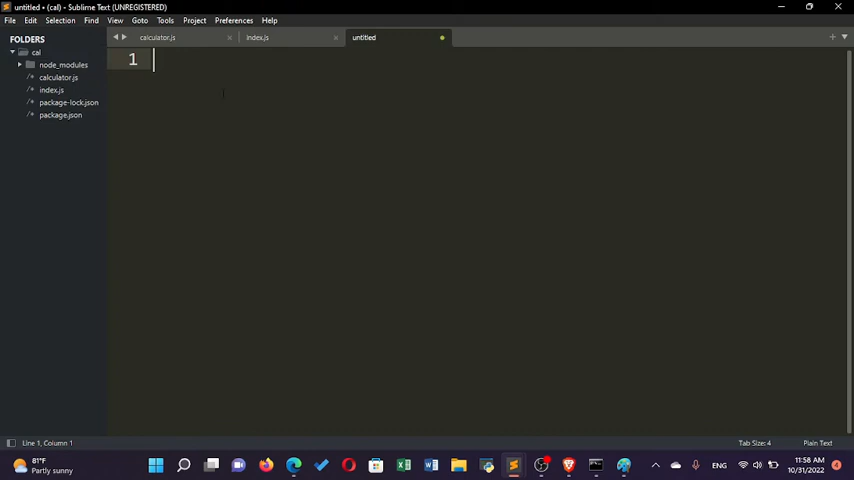 untitled • (cal) - Sublime Text (UNREGISTERED)
File Edit Selection Find View Goto Tools Project Preferences Help
FOLDERS
cal
node_modules
calculator.js
index.js
package-lock.json
package.json
calculator.js index.js untitled
1
Line 1, Column 1 Tab Size: 4 Plain Text
81°F
Partly sunny
ENG
11:58 AM
10/31/2022
4